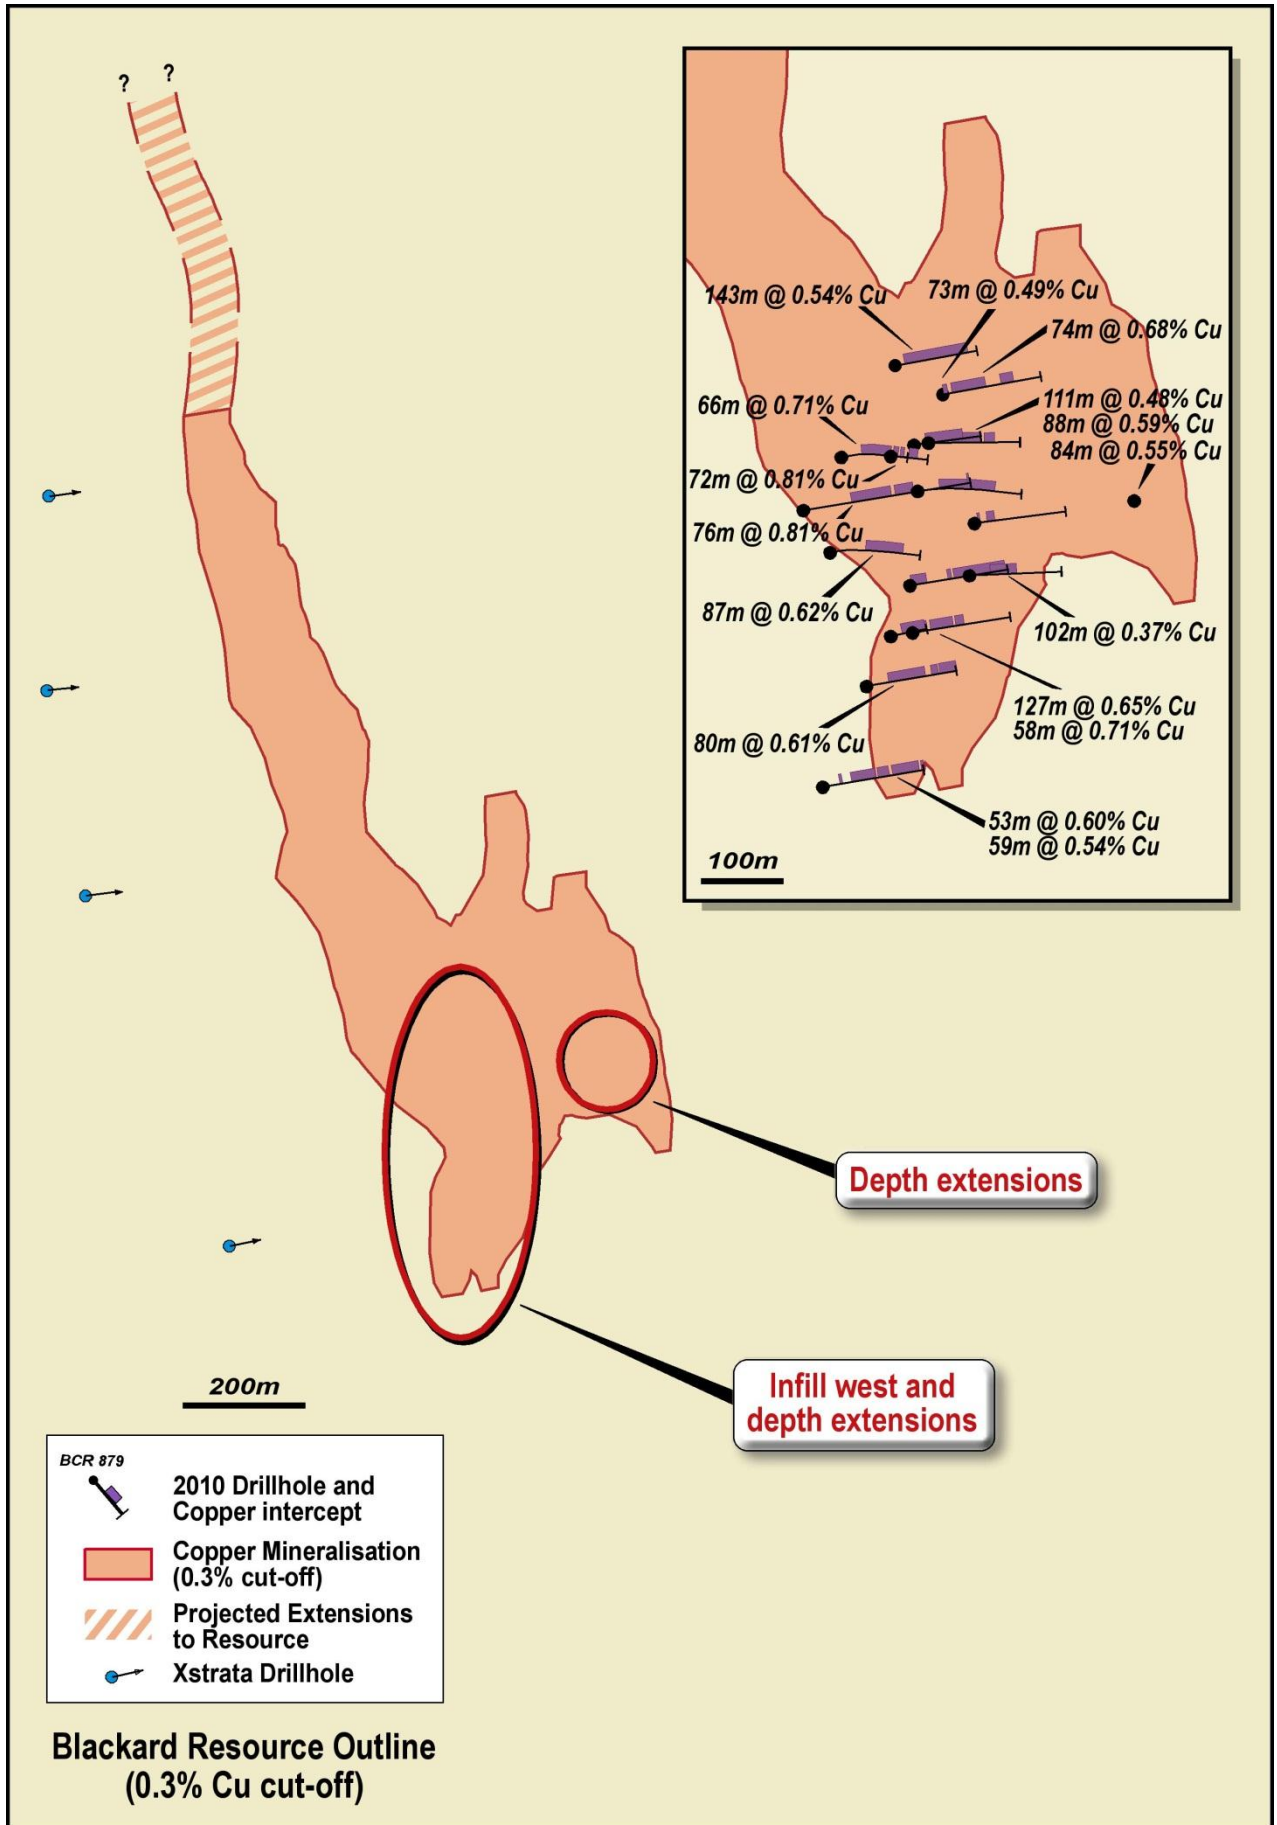 ? ?
143m @ 0.54% Cu
73m @ 0.49% Cu
74m @ 0.68% Cu
66m @ 0.71% Cu
111m @ 0.48% Cu
88m @ 0.59% Cu
84m @ 0.55% Cu
72m @ 0.81% Cu
76m @ 0.81% Cu
87m @ 0.62% Cu
102m @ 0.37% Cu
127m @ 0.65% Cu
58m @ 0.71% Cu
80m @ 0.61% Cu
53m @ 0.60% Cu
59m @ 0.54% Cu
100m
Depth extensions
Infill west and
depth extensions
200m
BCR 879
2010 Drillhole and
Copper intercept
Copper Mineralisation
(0.3% cut-off)
Projected Extensions
to Resource
Xstrata Drillhole
Blackard Resource Outline
(0.3% Cu cut-off)